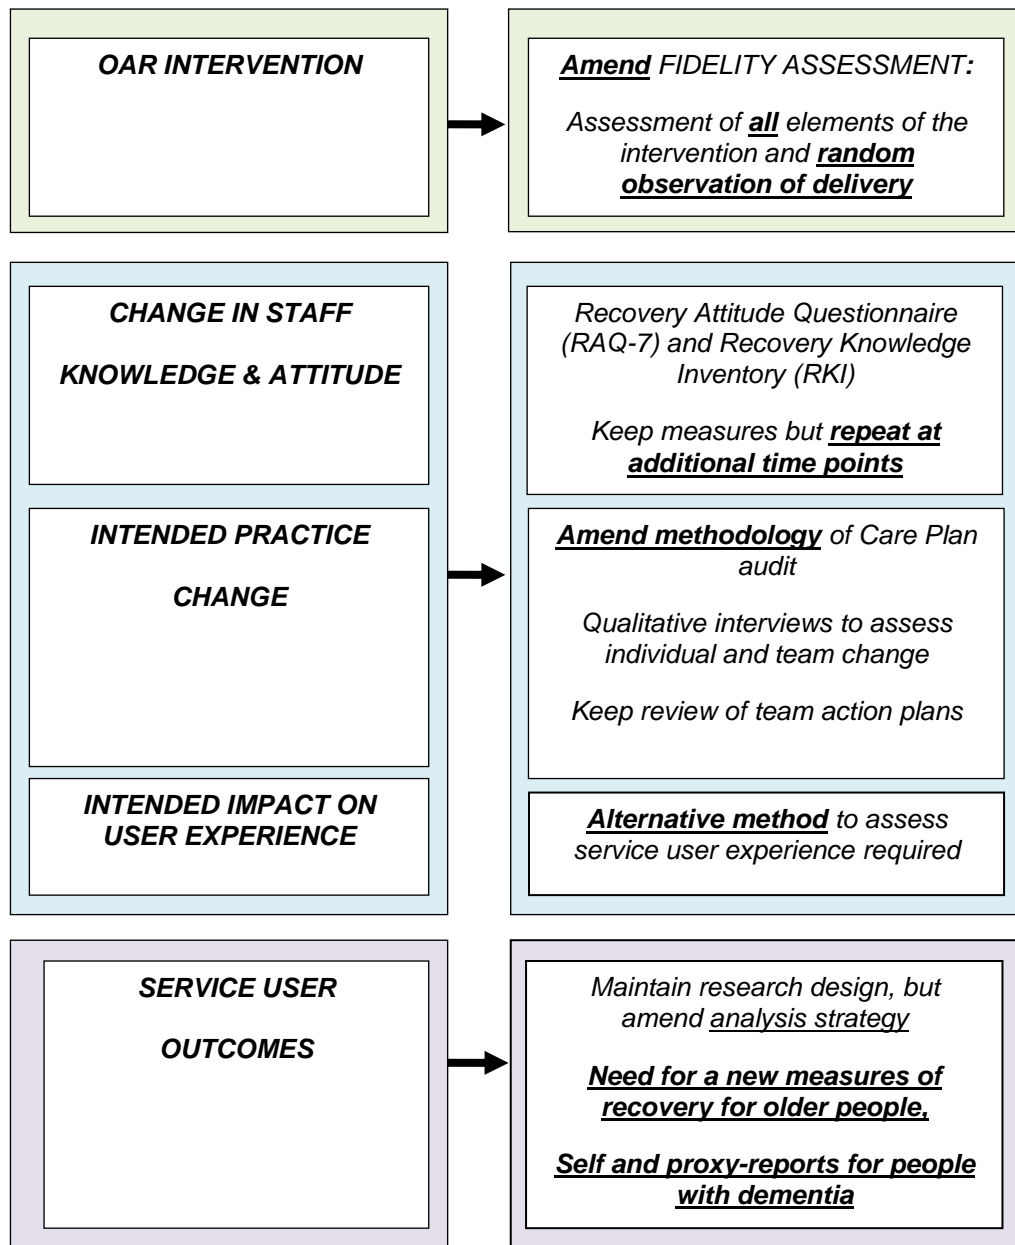 OAR INTERVENTION
Amend FIDELITY ASSESSMENT:
Assessment of all elements of the
intervention and random
observation of delivery
CHANGE IN STAFF
KNOWLEDGE & ATTITUDE
Recovery Attitude Questionnaire
(RAQ-7) and Recovery Knowledge
Inventory (RKI)
Keep measures but repeat at
additional time points
INTENDED PRACTICE
CHANGE
Amend methodology of Care Plan
audit
Qualitative interviews to assess
individual and team change
Keep review of team action plans
INTENDED IMPACT ON
USER EXPERIENCE
Alternative method to assess
service user experience required
SERVICE USER
OUTCOMES
Maintain research design, but
amend analysis strategy
Need for a new measures of
recovery for older people,
Self and proxy-reports for people
with dementia